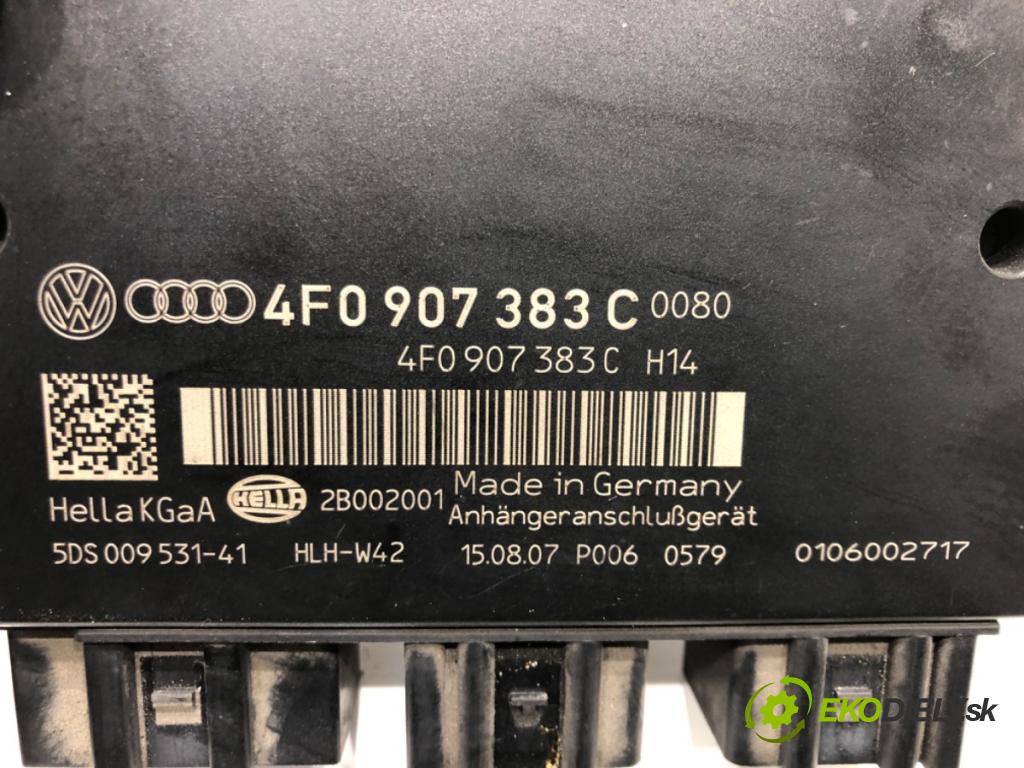 4F0 907 383 C 0080
4F0 907 383 C H14
Hella KGaA HELLA 2B002001 Made in Germany
Anhängeranschlußgerät
5DS 009 531-41 HLH-W42 15.08.07 P006 0579 0106002717
EKODIELY.sk